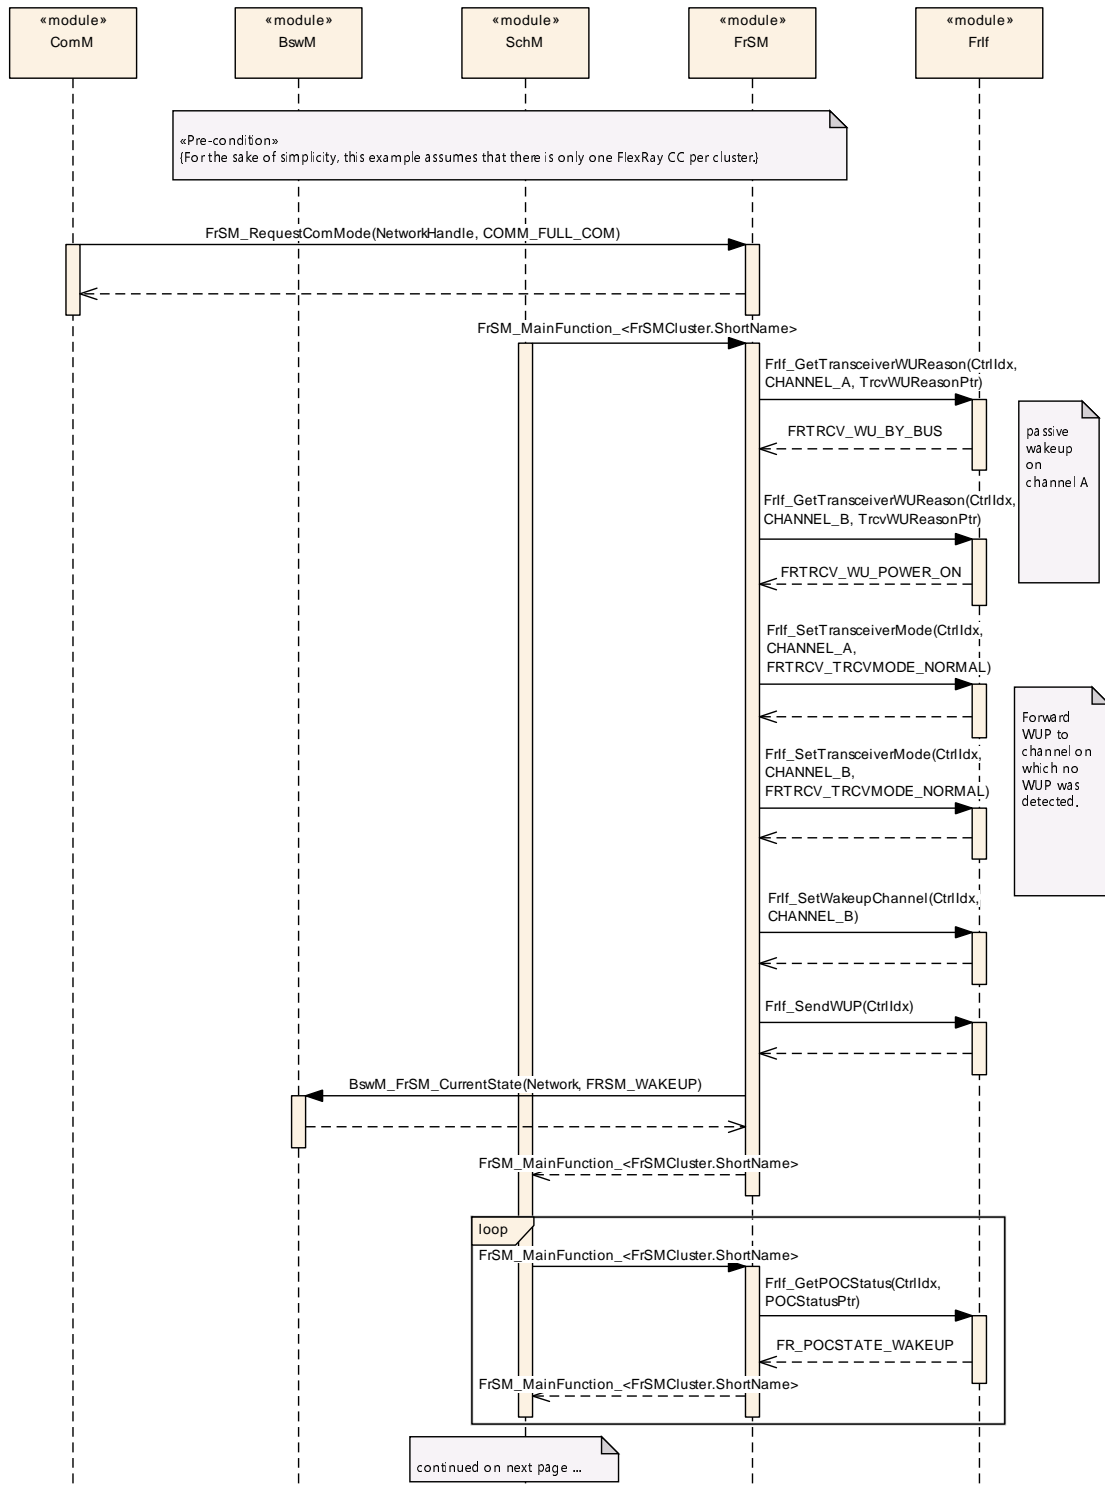 «module»
ComM
«module»
BswM
«module»
SchM
«module»
FrSM
«module»
FrIf
«Pre-condition»
{For the sake of simplicity, this example assumes that there is only one FlexRay CC per cluster.}
FrSM_RequestComMode(NetworkHandle, COMM_FULL_COM)
FrSM_MainFunction_<FrSMCluster.ShortName>
FrIf_GetTransceiverWUReason(CtrlIdx,
CHANNEL_A, TrcvWUReasonPtr)
FRTRCV_WU_BY_BUS
passive
wakeup
on
channel A
FrIf_GetTransceiverWUReason(CtrlIdx,
CHANNEL_B, TrcvWUReasonPtr)
FRTRCV_WU_POWER_ON
FrIf_SetTransceiverMode(CtrlIdx,
CHANNEL_A,
FRTRCV_TRCVMODE_NORMAL)
Forward
WUP to
channel on
which no
WUP was
detected.
FrIf_SetTransceiverMode(CtrlIdx,
CHANNEL_B,
FRTRCV_TRCVMODE_NORMAL)
FrIf_SetWakeupChannel(CtrlIdx,
CHANNEL_B)
FrIf_SendWUP(CtrlIdx)
BswM_FrSM_CurrentState(Network, FRSM_WAKEUP)
FrSM_MainFunction_<FrSMCluster.ShortName>
loop
FrSM_MainFunction_<FrSMCluster.ShortName>
FrIf_GetPOCStatus(CtrlIdx,
POCStatusPtr)
FR_POCSTATE_WAKEUP
FrSM_MainFunction_<FrSMCluster.ShortName>
continued on next page ...